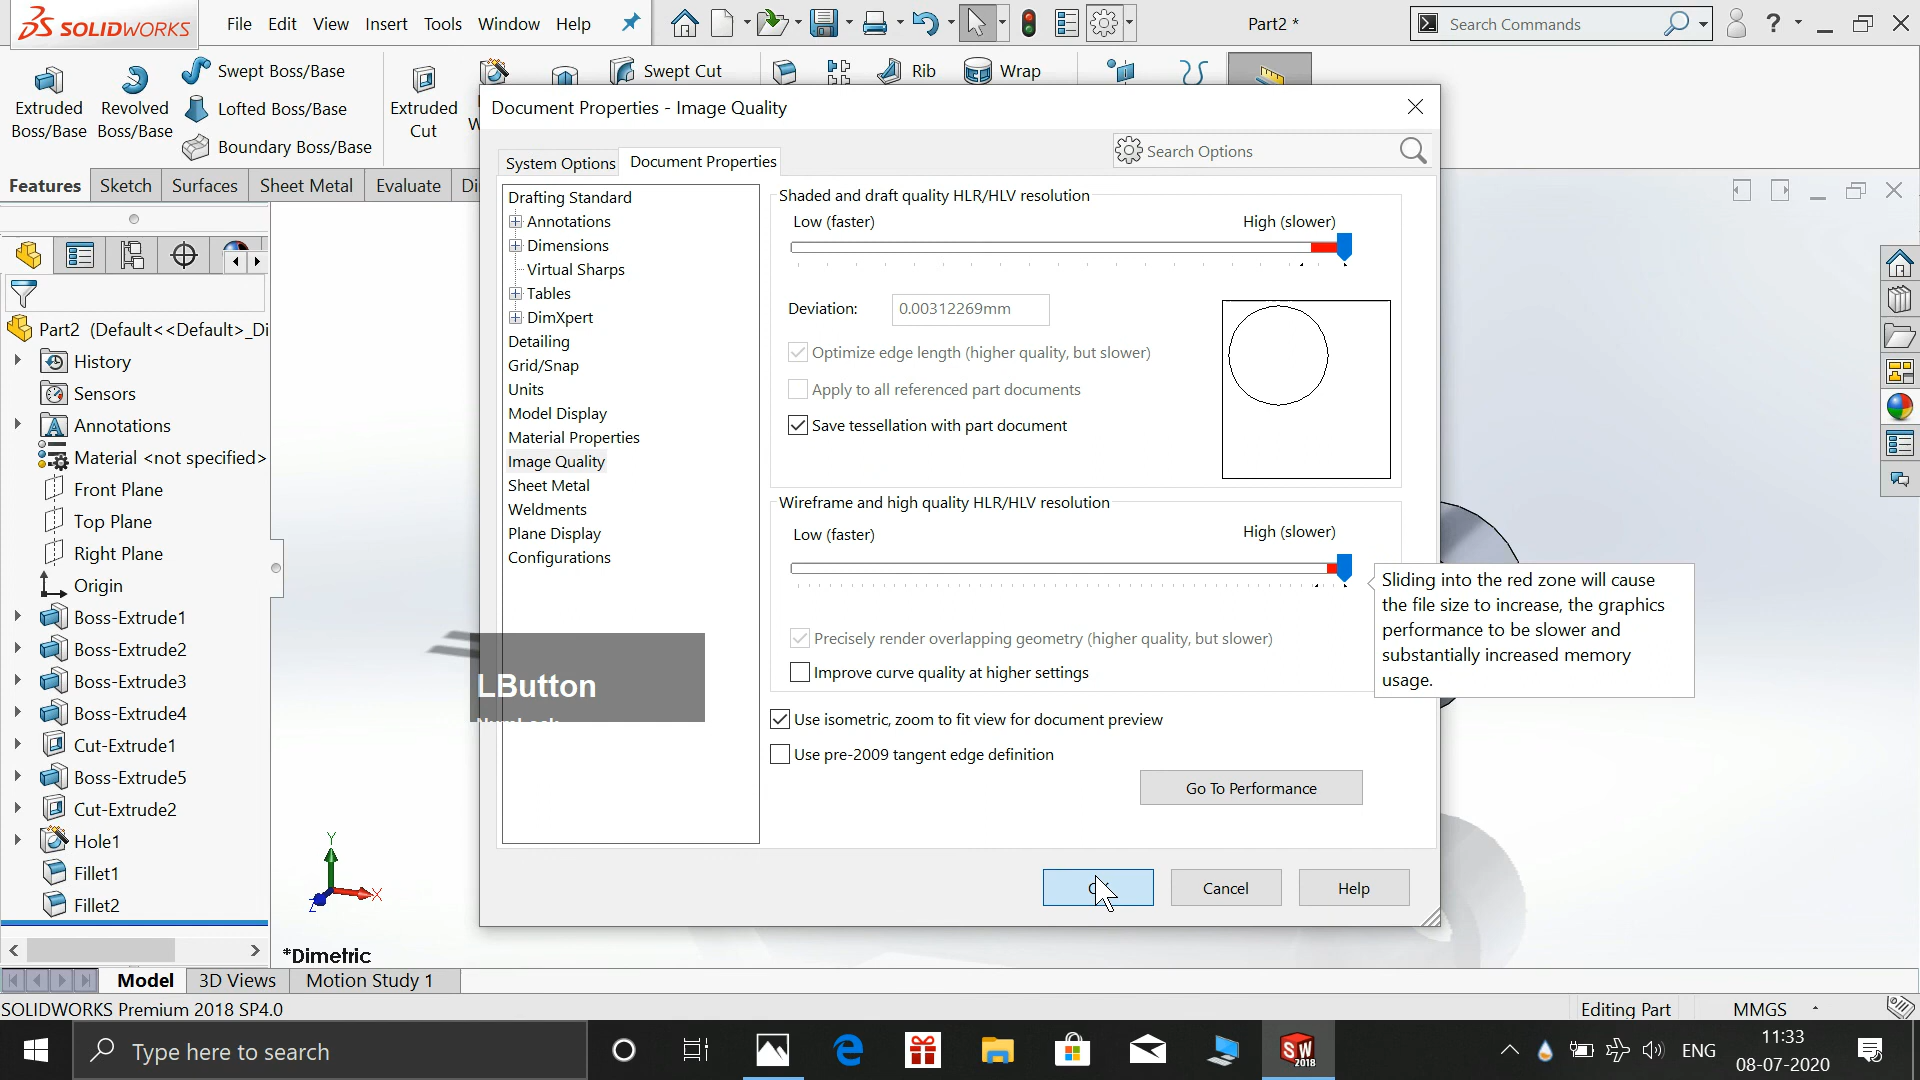 SOLIDWORKS
File Edit View Insert Tools Window Help
Part2 *
Search Commands
Extruded Boss/Base
Revolved Boss/Base
Swept Boss/Base
Lofted Boss/Base
Boundary Boss/Base
Extruded Cut
Swept Cut
Rib
Wrap
Features Sketch Surfaces Sheet Metal Evaluate Di
Part2 (Default<<Default>_Di
History
Sensors
Annotations
Material <not specified>
Front Plane
Top Plane
Right Plane
Origin
Boss-Extrude1
Boss-Extrude2
Boss-Extrude3
Boss-Extrude4
Cut-Extrude1
Boss-Extrude5
Cut-Extrude2
Hole1
Fillet1
Fillet2
Document Properties - Image Quality
System Options
Document Properties
Search Options
Drafting Standard
Annotations
Dimensions
Virtual Sharps
Tables
DimXpert
Detailing
Grid/Snap
Units
Model Display
Material Properties
Image Quality
Sheet Metal
Weldments
Plane Display
Configurations
Shaded and draft quality HLR/HLV resolution
Low (faster) High (slower)
Deviation: 0.00312269mm
Optimize edge length (higher quality, but slower)
Apply to all referenced part documents
Save tessellation with part document
Wireframe and high quality HLR/HLV resolution
Low (faster) High (slower)
Precisely render overlapping geometry (higher quality, but slower)
Improve curve quality at higher settings
Use isometric, zoom to fit view for document preview
Use pre-2009 tangent edge definition
Go To Performance
Cancel
Help
Sliding into the red zone will cause
the file size to increase, the graphics
performance to be slower and
substantially increased memory
usage.
LButton
Y
X
Z
*Dimetric
Model 3D Views Motion Study 1
SOLIDWORKS Premium 2018 SP4.0
Editing Part
MMGS
Type here to search
SW
2018
ENG
11:33
08-07-2020